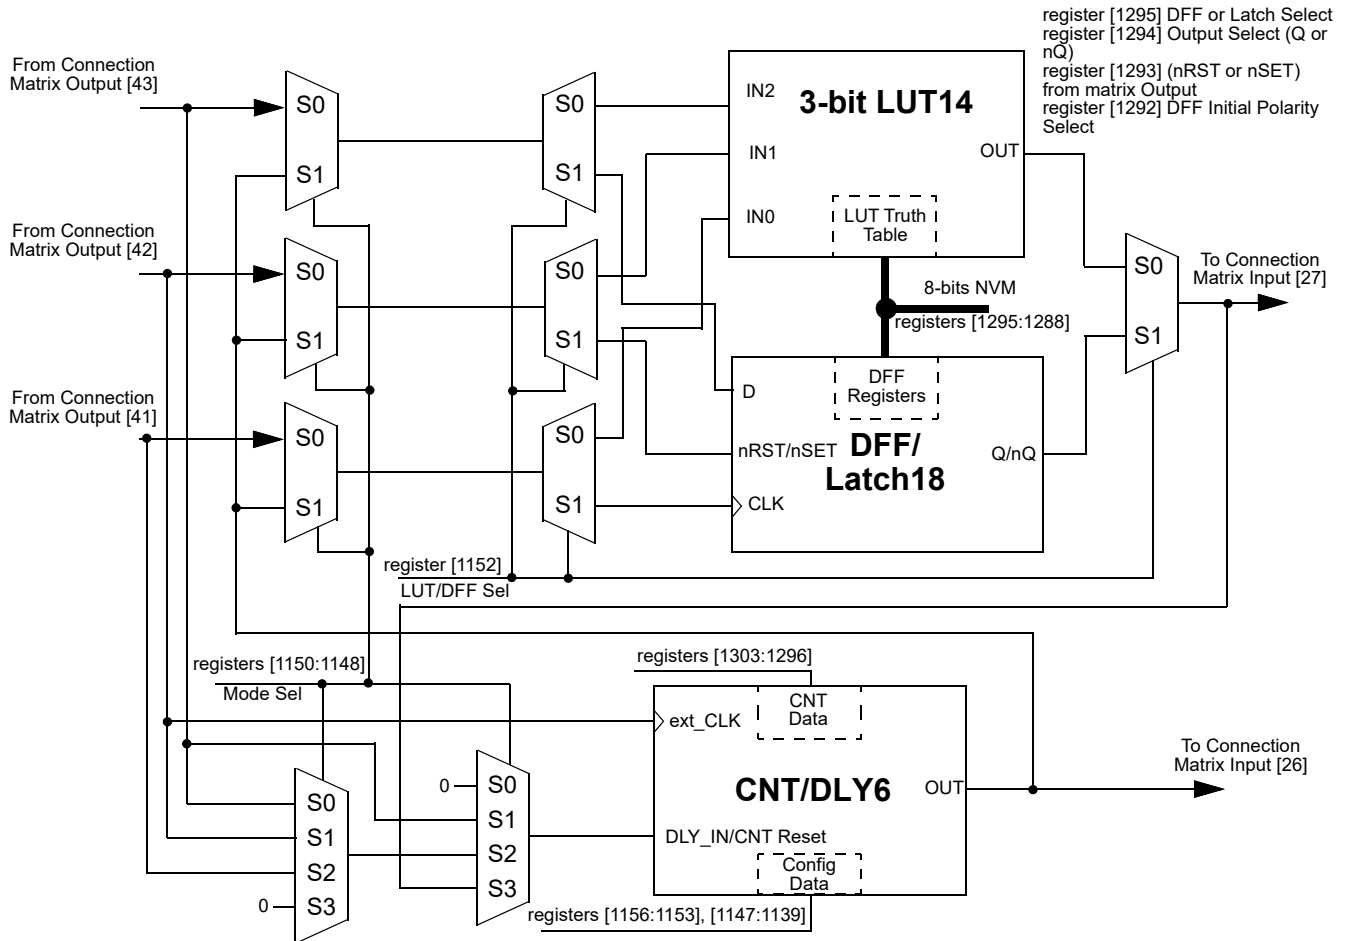 register [1295] DFF or Latch Select
register [1294] Output Select (Q or
nQ)
register [1293] (nRST or nSET)
from matrix Output
register [1292] DFF Initial Polarity
Select
From Connection
Matrix Output [43]
S0
S1
S0
S1
IN2
3-bit LUT14
IN1
OUT
IN0
LUT Truth
Table
From Connection
Matrix Output [42]
S0
S1
S0
S1
8-bits NVM
registers [1295:1288]
S0
S1
To Connection
Matrix Input [27]
From Connection
Matrix Output [41]
S0
S1
S0
S1
D
DFF
Registers
nRST/nSET
DFF/
Latch18
Q/nQ
CLK
register [1152]
LUT/DFF Sel
registers [1150:1148]
Mode Sel
registers [1303:1296]
ext_CLK
CNT
Data
CNT/DLY6
OUT
To Connection
Matrix Input [26]
DLY_IN/CNT Reset
Config
Data
0
S0
S1
S2
S3
S0
S1
S2
0
S3
registers [1156:1153], [1147:1139]